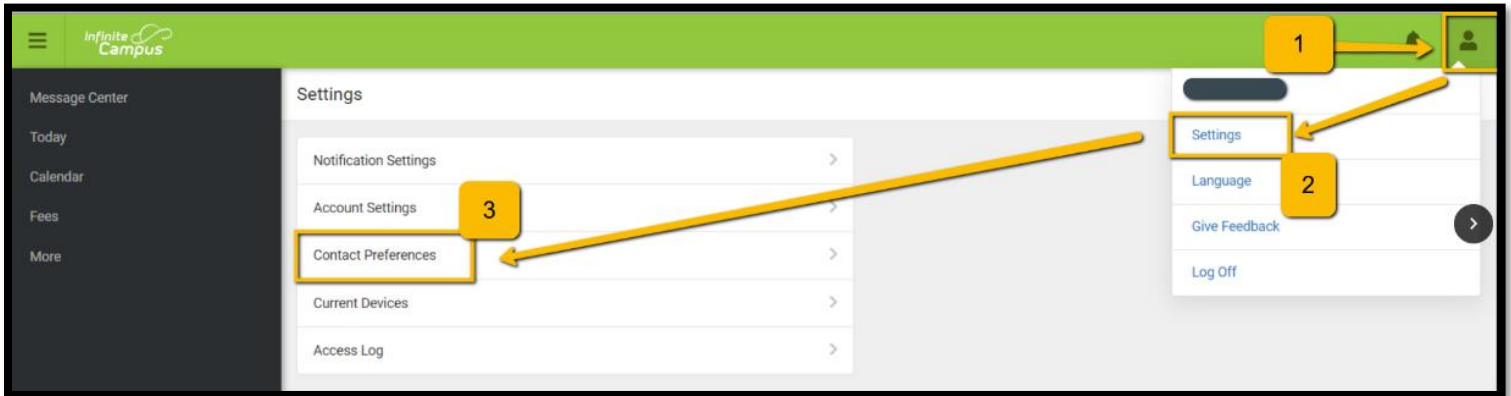 Infinite
Campus
1
Message Center
Today
Calendar
Fees
More
Settings
Notification Settings
Account Settings
3
Contact Preferences
Current Devices
Access Log
Settings
2
Language
Give Feedback
Log Off